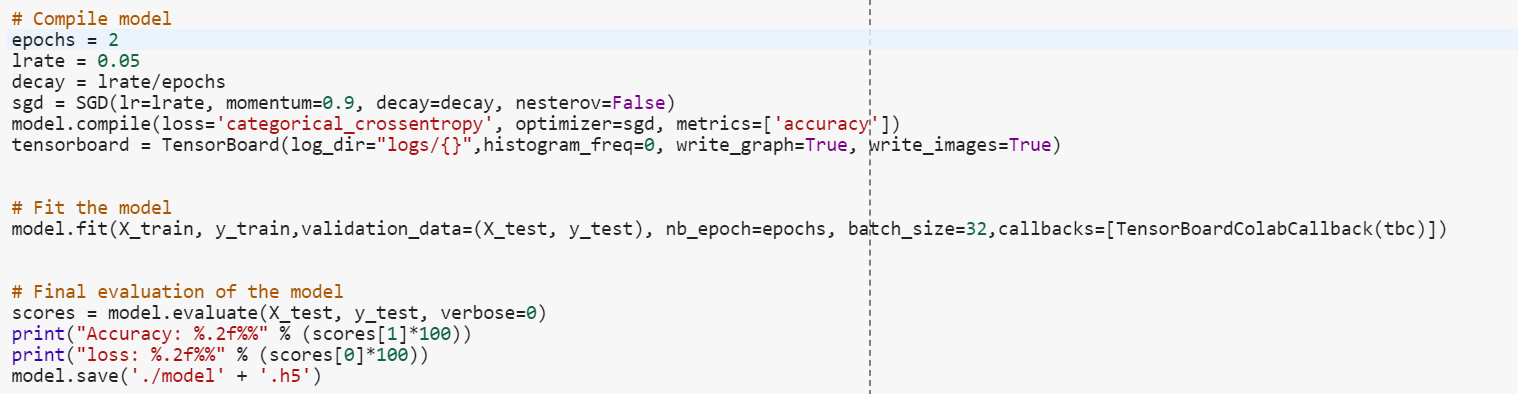 # Compile model
epochs = 2
lrate = 0.05
decay = lrate/epochs
sgd = SGD(lr=lrate, momentum=0.9, decay=decay, nesterov=False)
model.compile(loss='categorical_crossentropy', optimizer=sgd, metrics=['accuracy'])
tensorboard = TensorBoard(log_dir="logs/{}",histogram_freq=0, write_graph=True, write_images=True)
# Fit the model
model.fit(X_train, y_train,validation_data=(X_test, y_test), nb_epoch=epochs, batch_size=32,callbacks=[TensorBoardColabCallback(tbc)])
# Final evaluation of the model
scores = model.evaluate(X_test, y_test, verbose=0)
print("Accuracy: %.2f%%" % (scores[1]*100))
print("loss: %.2f%%" % (scores[0]*100))
model.save('./model' + '.h5')